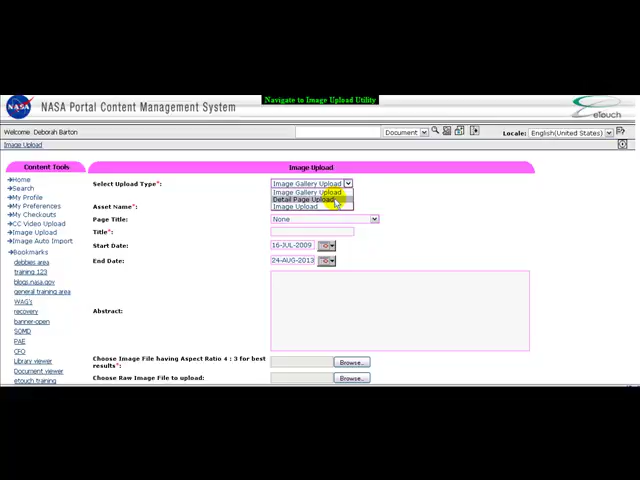 Navigate to Image Upload Utility
NASA NASA Portal Content Management System
eTouch
Welcome: Deborah Barton
Document
Locale: English(United States)
Image Upload
Content Tools
Image Upload
Home
Search
My Profile
My Preferences
My Checkouts
CC Video Upload
Image Upload
Image Auto Import
Bookmarks
debbies area
training 123
blogs.nasa.gov
general training area
WAG's
recovery
banner-open
SOMD
PAE
CFO
Library viewer
Document viewer
etouch training
Select Upload Type*: Image Gallery Upload
Image Gallery Upload
Detail Page Upload
Image Upload
Asset Name*:
Page Title: None
Title*:
Start Date: 16-JUL-2009
End Date: 24-AUG-2013
Abstract:
Choose Image File having Aspect Ratio 4 : 3 for best
results*: Browse...
Choose Raw Image File to upload: Browse...